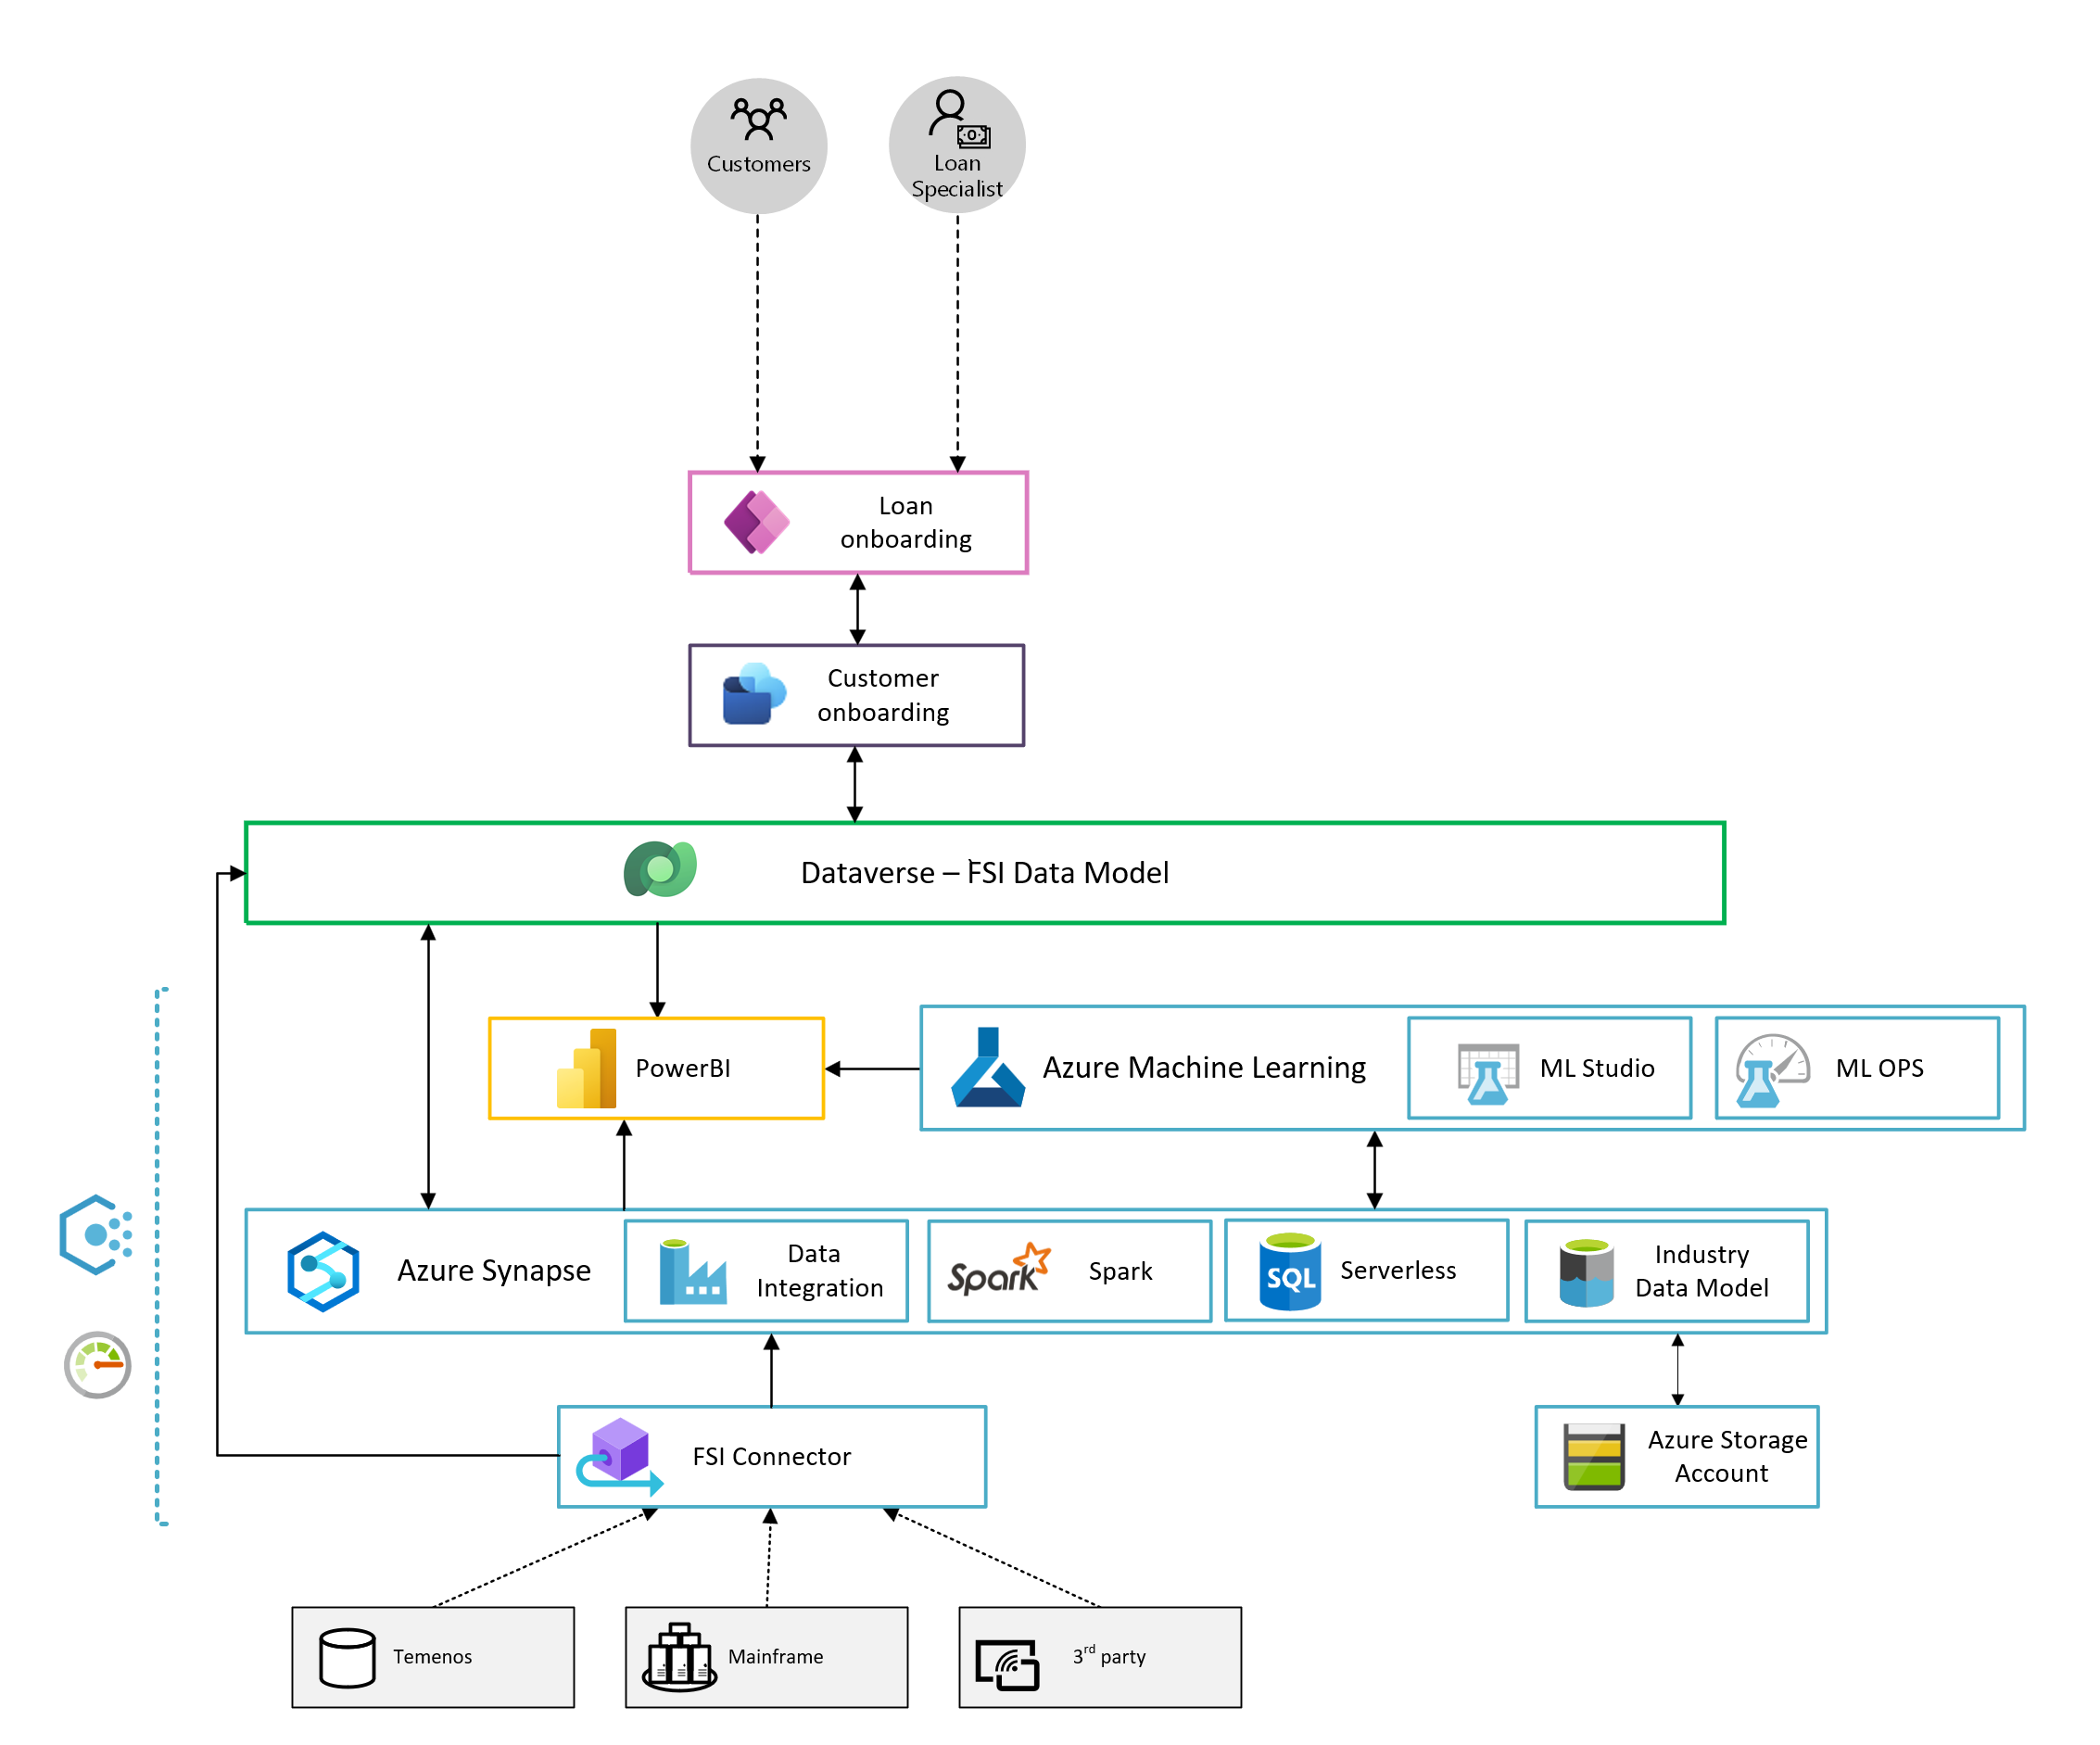 Customers
Loan
Specialist
Loan
onboarding
Customer
onboarding
Dataverse – FSI Data Model
PowerBI
Azure Machine Learning
ML Studio
ML OPS
Azure Synapse
Data
Integration
Spark
Spark
SQL
Serverless
Industry
Data Model
FSI Connector
Azure Storage
Account
Temenos
Mainframe
3rd party